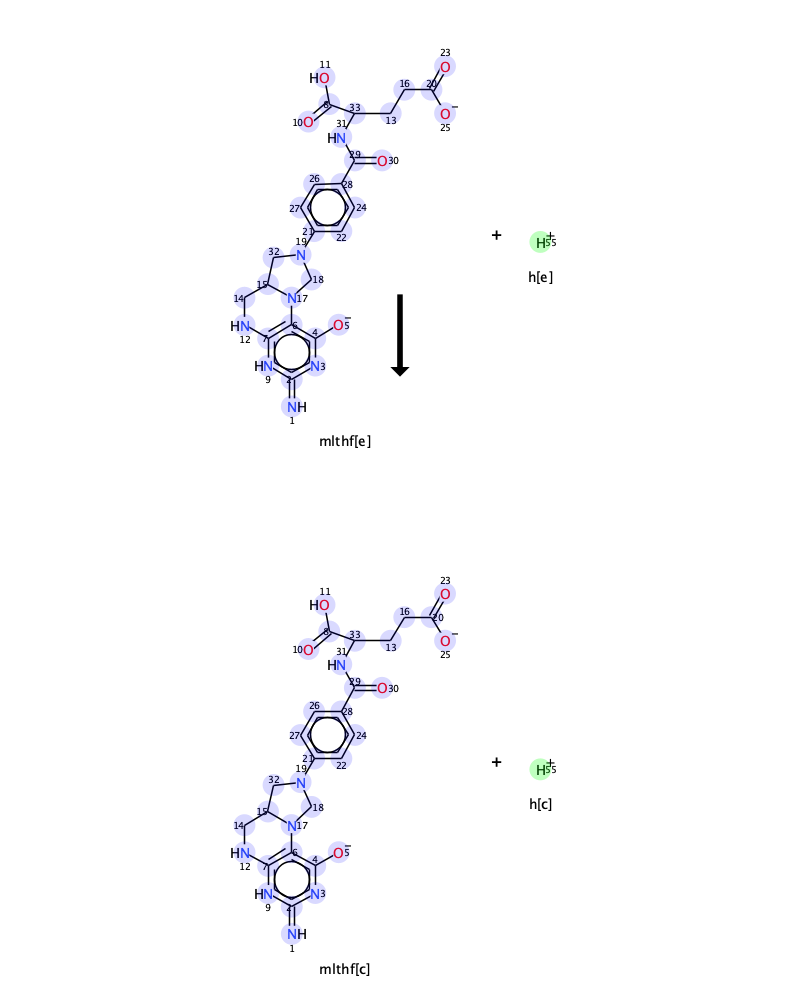 23
11 O
HO 16 20
8 33
10 O 31 13 O −
HN 25
29
O 30
26 28
27 24
21 22
19
N
32
15 18
14 N 17
6 O − 5
HN 4
12 7
HN N 3
9 2
NH
1
mlthf[e]
+
H + 55
h[e]
23
11 O
HO 16 20
8 33
10 O 31 13 O −
HN 25
29
O 30
26 28
27 24
21 22
19
N
32
15 18
14 N 17
6 O − 5
HN 4
12 7
HN N 3
9 2
NH
1
mlthf[c]
+
H + 55
h[c]